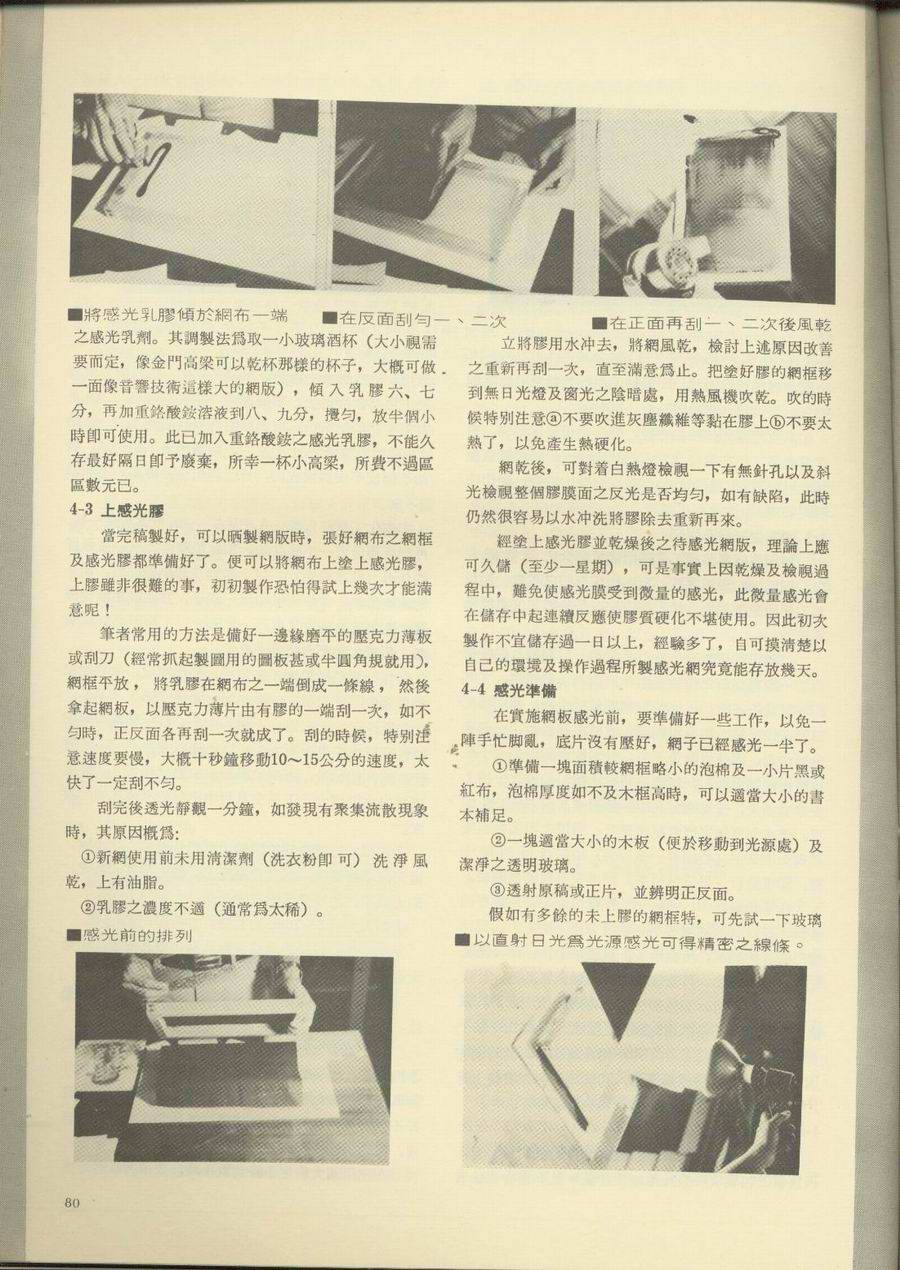 ■將感光乳膠傾於網布一端
■在反面刮勻一、二次
■在正面再刮一、二次後風乾
之感光乳劑。其調製法爲取一小玻璃酒杯（大小視需
要而定，像金門高梁可以乾杯那樣的杯子，大概可做
一面像音響技術這樣大的網版），傾入乳膠六、七
分，再加重鉻酸銨溶液到八、九分，攪勻，放半個小
時卽可使用。此已加入重鉻酸銨之感光乳膠，不能久
存最好隔日卽予廢棄，所幸一杯小高梁，所費不過區
區數元已。
4-3 上感光膠
當完稿製好，可以晒製網版時，張好網布之網框
及感光膠都準備好了。便可以將網布上塗上感光膠，
上膠雖非很難的事，初初製作恐怕得試上幾次才能滿
意呢！
筆者常用的方法是備好一邊緣磨平的壓克力薄板
或刮刀（經常抓起製圖用的圖板甚或半圓角規就用），
網框平放，將乳膠在網布之一端倒成一條線，然後
拿起網板，以壓克力薄片由有膠的一端刮一次，如不
勻時，正反面各再刮一次就成了。刮的時候，特別注
意速度要慢，大概十秒鐘移動10～15公分的速度，太
快了一定刮不勻。
刮完後透光靜觀一分鐘，如發現有聚集流散現象
時，其原因概爲:
①新網使用前未用淸潔劑（洗衣粉卽可）洗淨風
乾，上有油脂。
②乳膠之濃度不適（通常爲太稀）。
■感光前的排列
立將膠用水冲去，將網風乾，檢討上述原因改善
之重新再刮一次，直至滿意爲止。把塗好膠的網框移
到無日光燈及窗光之陰暗處，用熱風機吹乾。吹的時
候特別注意ⓐ不要吹進灰塵纖維等黏在膠上ⓑ不要太
熱了，以免產生熱硬化。
網乾後，可對着白熱燈檢視一下有無針孔以及斜
光檢視整個膠膜面之反光是否均勻，如有缺陷，此時
仍然很容易以水冲洗將膠除去重新再來。
經塗上感光膠並乾燥後之待感光網版，理論上應
可久儲（至少一星期），可是事實上因乾燥及檢視過
程中，難免使感光膜受到微量的感光，此微量感光會
在儲存中起連續反應使膠質硬化不堪使用。因此初次
製作不宜儲存過一日以上，經驗多了，自可摸淸楚以
自己的環境及操作過程所製感光網究竟能存放幾天。
4-4 感光準備
在實施網板感光前，要準備好一些工作，以免一
陣手忙脚亂，底片沒有壓好，網子已經感光一半了。
①準備一塊面積較網框略小的泡棉及一小片黑或
紅布，泡棉厚度如不及木框高時，可以適當大小的書
本補足。
②一塊適當大小的木板（便於移動到光源處）及
潔淨之透明玻璃。
③透射原稿或正片，並辨明正反面。
假如有多餘的未上膠的網框特，可先試一下玻璃
■以直射日光爲光源感光可得精密之線條。
80